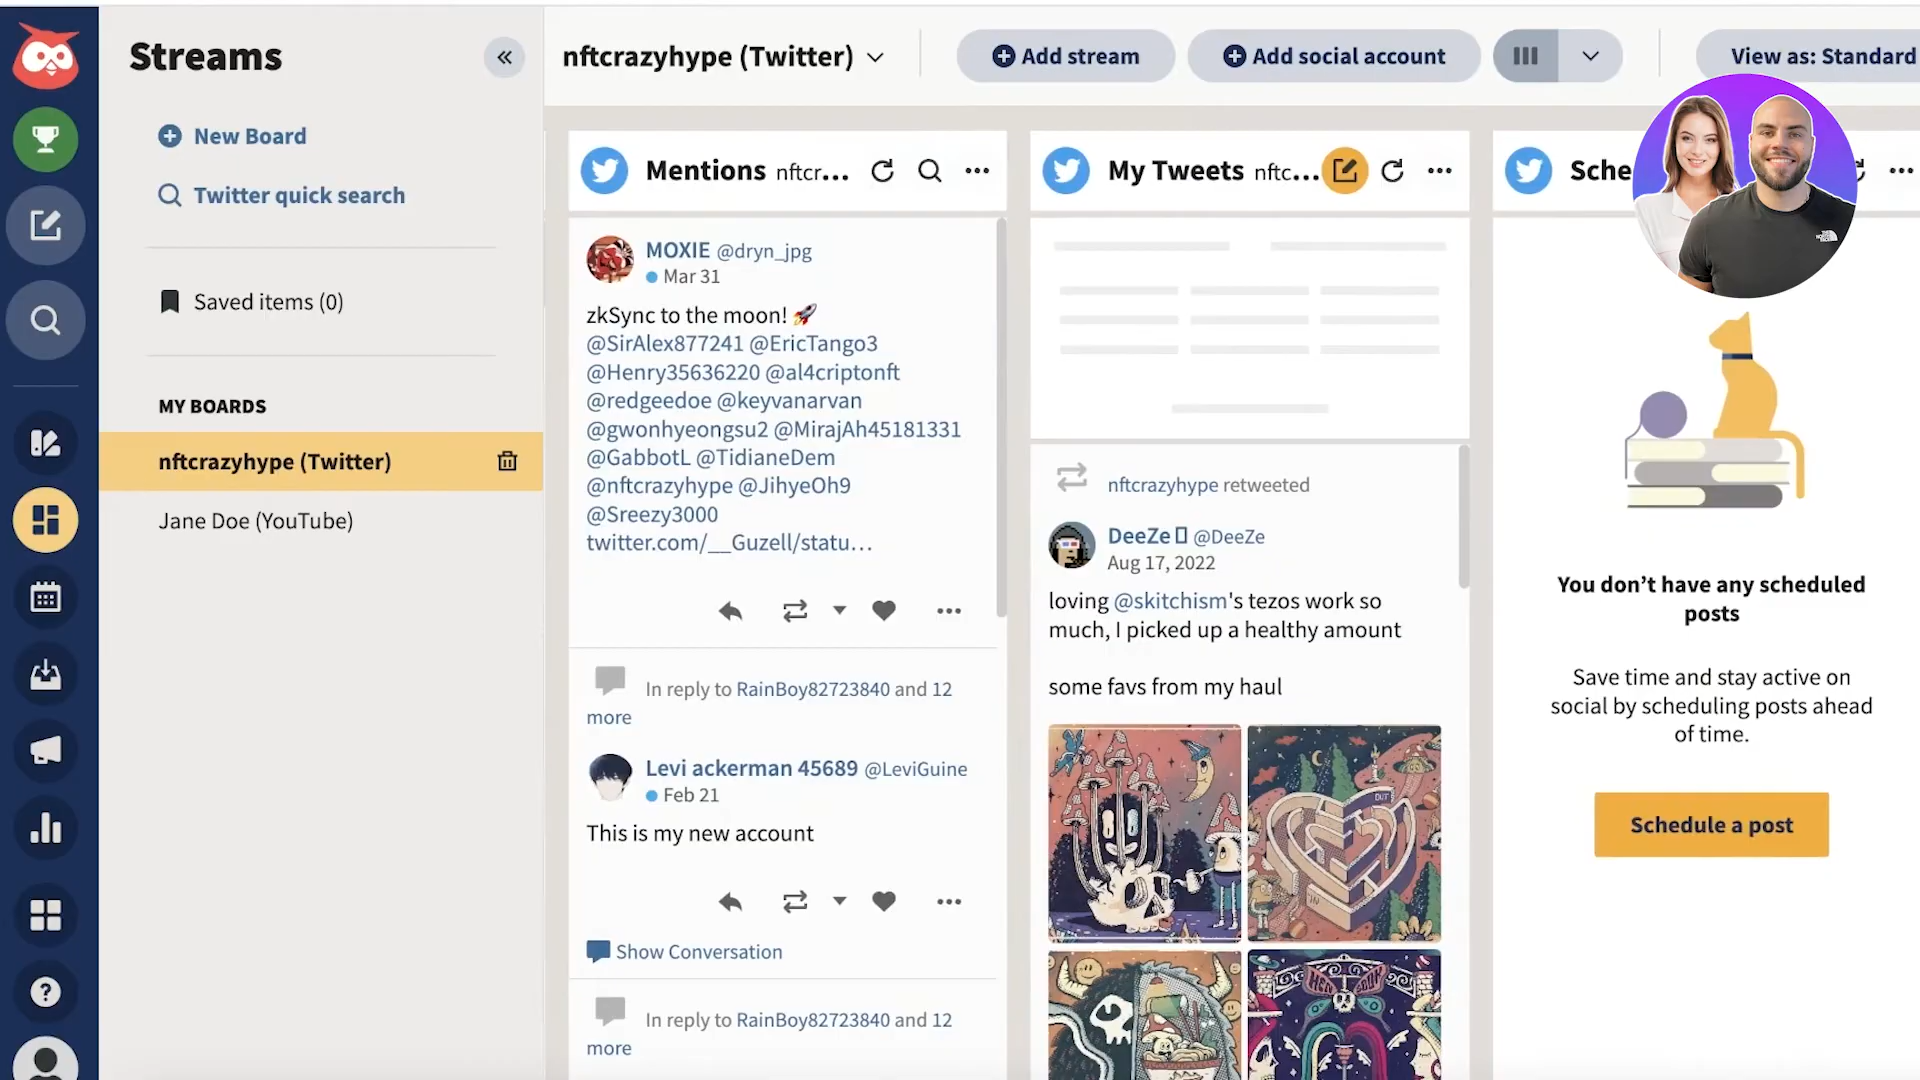 Streams
New Board
Twitter quick search
Saved items (0)
MY BOARDS
nftcrazyhype (Twitter)
Jane Doe (YouTube)
nftcrazyhype (Twitter)
Add stream
Add social account
View as: Standard
Mentions nftcr...
MOXIE @dryn_jpg
Mar 31
zkSync to the moon! 🚀
@SirAlex877241 @EricTango3
@Henry35636220 @al4criptonft
@redgeedoe @keyvanarvan
@gwonhyeongsu2 @MirajAh45181331
@GabbotL @TidianeDem
@nftcrazyhype @JihyeOh9
@Sreezy3000
twitter.com/__Guzell/statu...
In reply to RainBoy82723840 and 12
more
Levi ackerman 45689 @LeviGuine
Feb 21
This is my new account
Show Conversation
In reply to RainBoy82723840 and 12
more
My Tweets nftc...
nftcrazyhype retweeted
DeeZe @DeeZe
Aug 17, 2022
loving @skitchism's tezos work so
much, I picked up a healthy amount
some favs from my haul
OUT
IN
Sche
You don't have any scheduled
posts
Save time and stay active on
social by scheduling posts ahead
of time.
Schedule a post